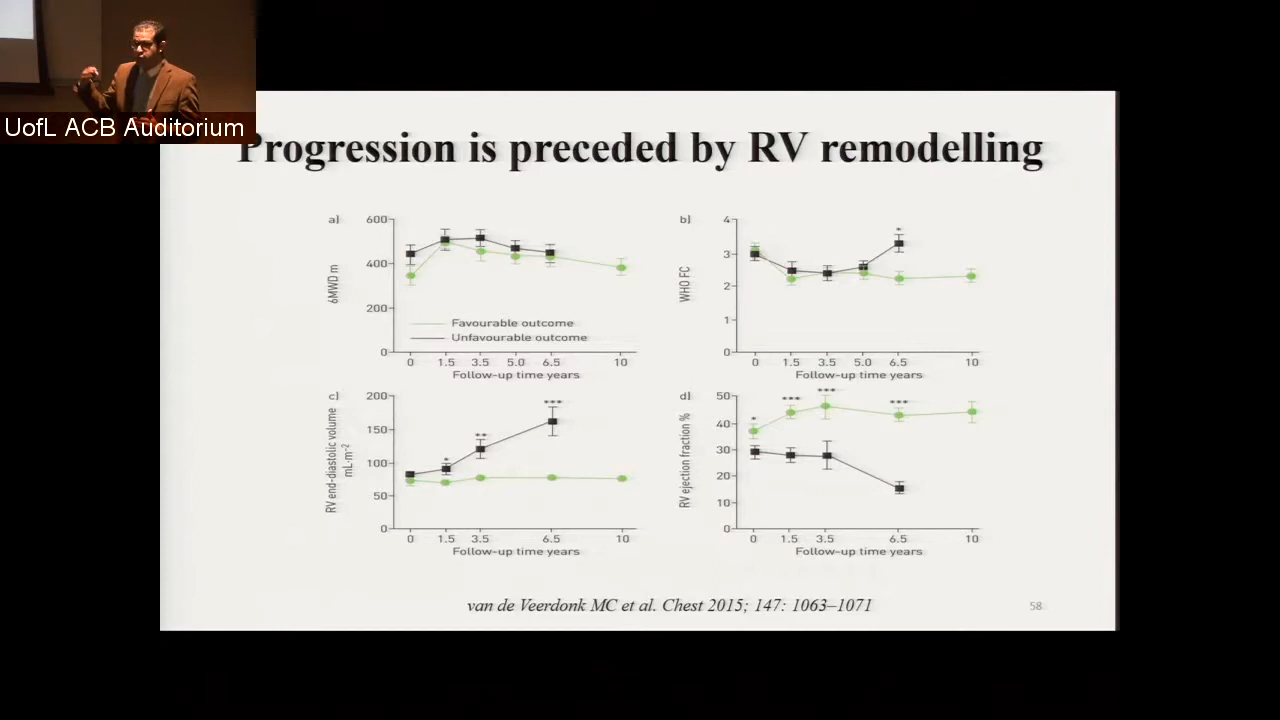 UofL ACB Auditorium
Progression is preceded by RV remodelling
a)
600
400
200
0
6MWD m
Favourable outcome
Unfavourable outcome
0 1.5 3.5 5.0 6.5 10
Follow-up time years
b)
4
3
2
1
0
WHO FC
*
0 1.5 3.5 5.0 6.5 10
Follow-up time years
c)
200
150
100
50
0
RV end-diastolic volume
mL·m-2
* ** ***
0 1.5 3.5 6.5 10
Follow-up time years
d)
50
40
30
20
10
0
RV ejection fraction %
* *** *** ***
0 1.5 3.5 6.5 10
Follow-up time years
van de Veerdonk MC et al. Chest 2015; 147: 1063–1071
58